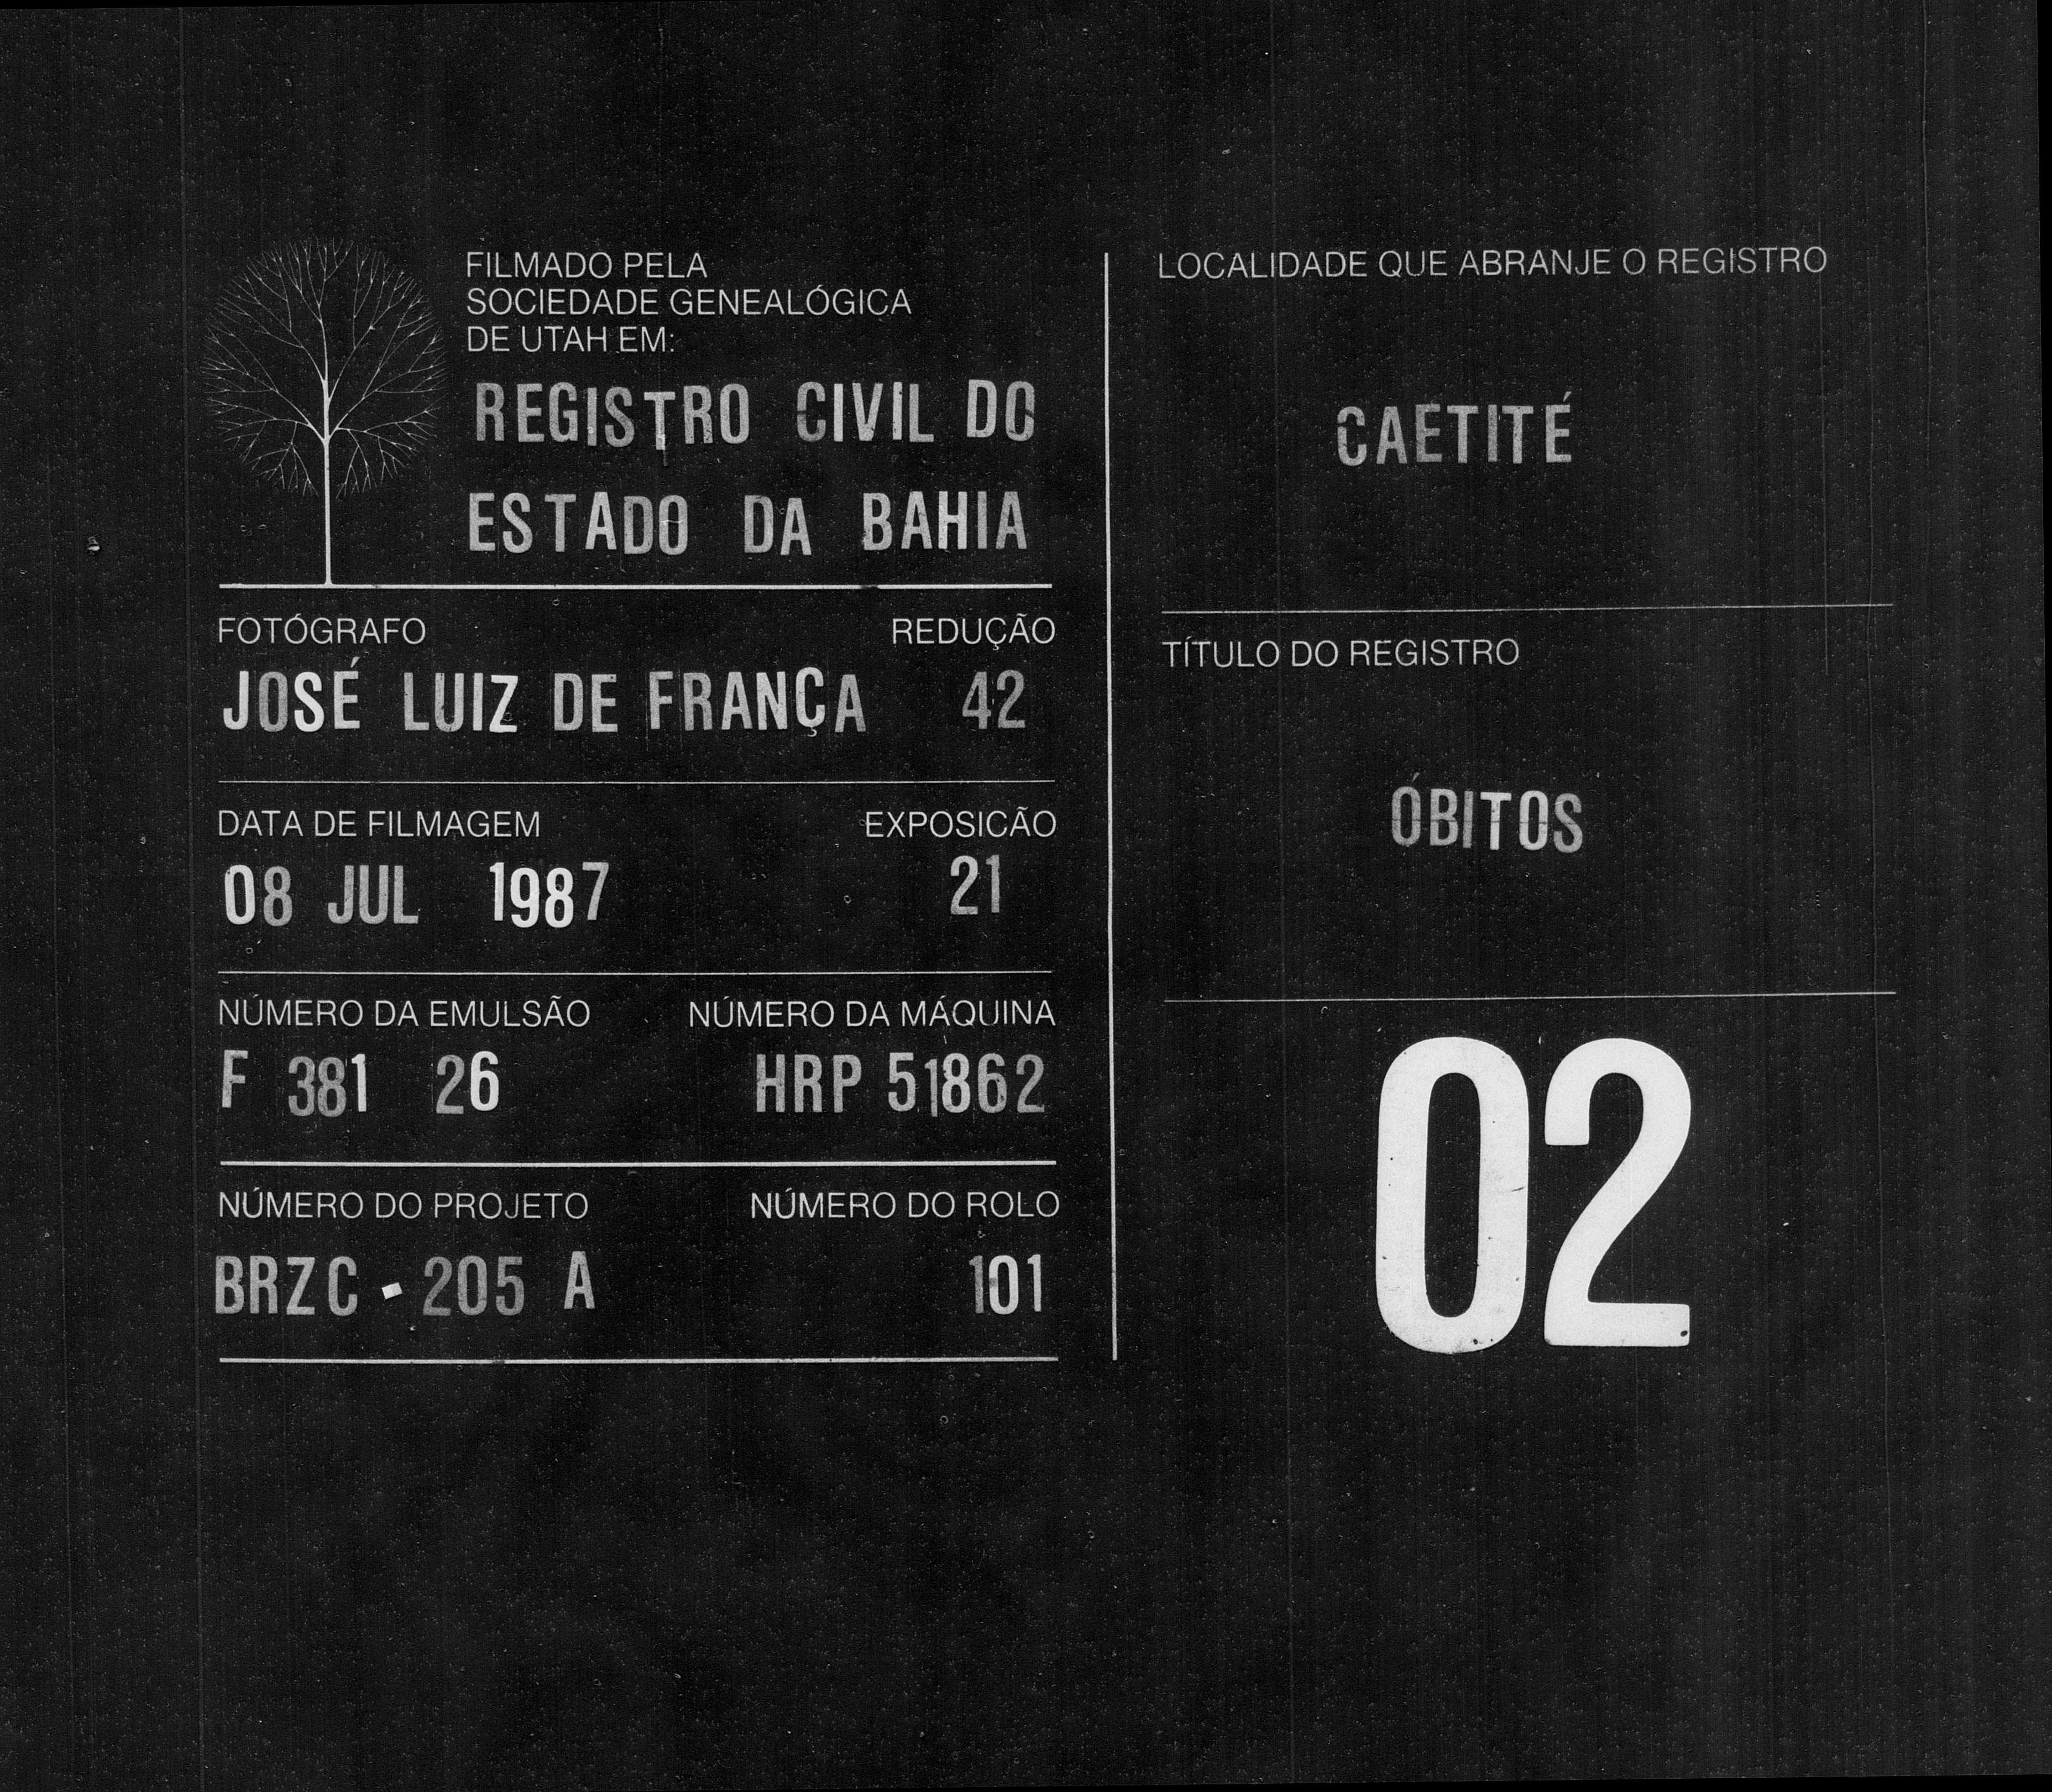 FILMADO PELA
SOCIEDADE GENEALÓGICA
DE UTAH EM:
REGISTRO CIVIL DO
ESTADO DA BAHIA
FOTÓGRAFO REDUÇÃO
JOSÉ LUIZ DE FRANÇA 42
DATA DE FILMAGEM EXPOSICÃO
08 JUL 1987 21
NÚMERO DA EMULSÃO NÚMERO DA MÁQUINA
F 381 26 HRP 51862
NÚMERO DO PROJETO NÚMERO DO ROLO
BRZC - 205 A 101
LOCALIDADE QUE ABRANJE O REGISTRO
CAETITÉ
TÍTULO DO REGISTRO
ÓBITOS
02